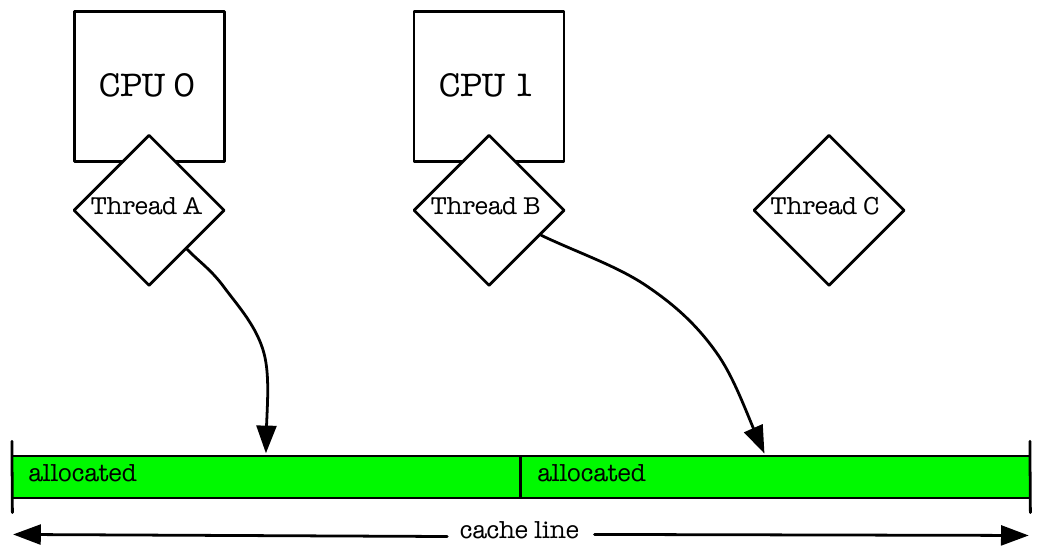 CPU 0
CPU 1
Thread A
Thread B
Thread C
allocated
allocated
cache line